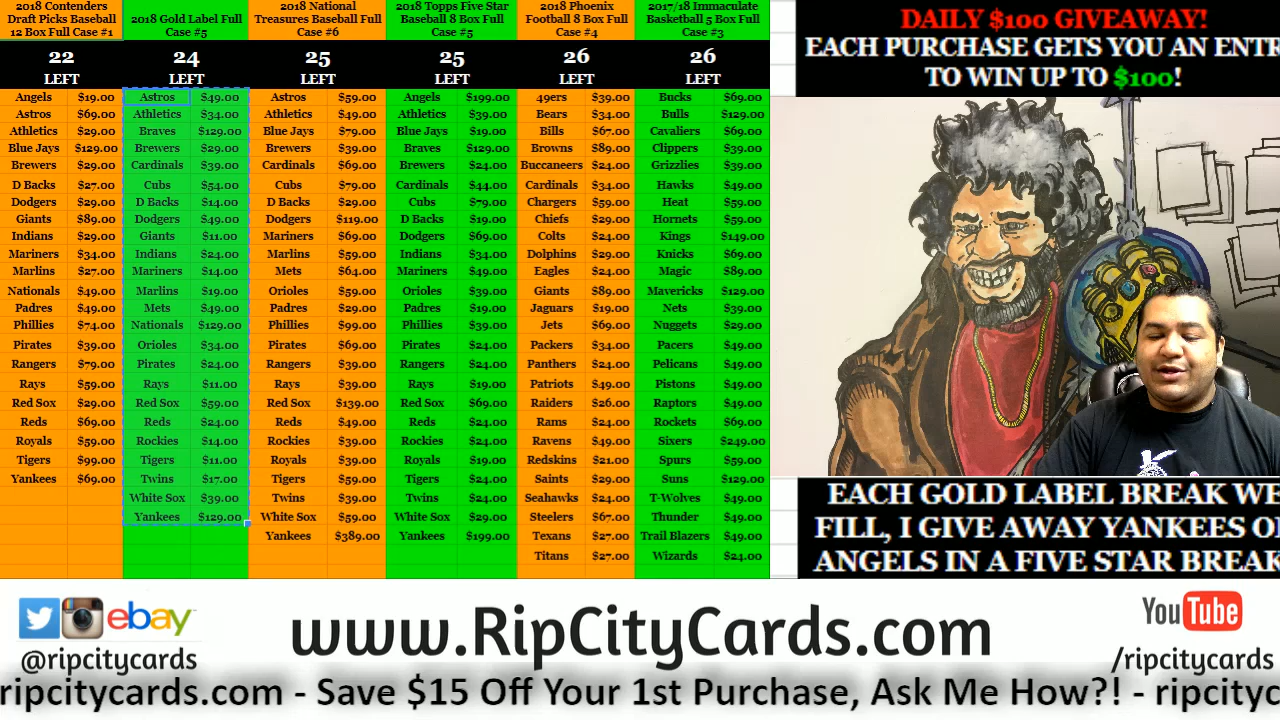 2018 Contenders
Draft Picks Baseball
12 Box Full Case #1
22
LEFT
Angels $19.00
Astros $69.00
Athletics $29.00
Blue Jays $129.00
Brewers $29.00
D Backs $27.00
Dodgers $29.00
Giants $89.00
Indians $29.00
Mariners $34.00
Marlins $27.00
Nationals $49.00
Padres $49.00
Phillies $74.00
Pirates $39.00
Rangers $79.00
Rays $59.00
Red Sox $29.00
Reds $69.00
Royals $59.00
Tigers $99.00
Yankees $69.00
2018 Gold Label Full
Case #5
24
LEFT
Astros $49.00
Athletics $34.00
Braves $129.00
Brewers $29.00
Cardinals $39.00
Cubs $54.00
D Backs $14.00
Dodgers $49.00
Giants $11.00
Indians $24.00
Mariners $14.00
Marlins $19.00
Mets $49.00
Nationals $129.00
Orioles $34.00
Pirates $24.00
Rays $11.00
Red Sox $59.00
Reds $24.00
Rockies $14.00
Tigers $11.00
Twins $17.00
White Sox $39.00
Yankees $129.00
2018 National
Treasures Baseball Full
Case #6
25
LEFT
Astros $59.00
Athletics $49.00
Blue Jays $79.00
Brewers $39.00
Cardinals $69.00
Cubs $79.00
D Backs $29.00
Dodgers $119.00
Mariners $69.00
Marlins $59.00
Mets $64.00
Orioles $59.00
Padres $29.00
Phillies $99.00
Pirates $69.00
Rangers $39.00
Rays $39.00
Red Sox $139.00
Reds $49.00
Rockies $39.00
Royals $39.00
Tigers $59.00
Twins $39.00
White Sox $59.00
Yankees $389.00
2018 Topps Five Star
Baseball 8 Box Full
Case #5
25
LEFT
Angels $199.00
Athletics $39.00
Blue Jays $19.00
Braves $129.00
Brewers $24.00
Cardinals $44.00
Cubs $79.00
D Backs $19.00
Dodgers $69.00
Indians $34.00
Mariners $49.00
Orioles $39.00
Padres $19.00
Phillies $39.00
Pirates $24.00
Rangers $24.00
Rays $19.00
Red Sox $69.00
Reds $24.00
Rockies $24.00
Royals $19.00
Tigers $24.00
Twins $24.00
White Sox $29.00
Yankees $199.00
2018 Phoenix
Football 8 Box Full
Case #4
26
LEFT
49ers $39.00
Bears $34.00
Bills $67.00
Browns $89.00
Buccaneers $24.00
Cardinals $34.00
Chargers $59.00
Chiefs $29.00
Colts $24.00
Dolphins $29.00
Eagles $24.00
Giants $89.00
Jaguars $19.00
Jets $69.00
Packers $34.00
Panthers $24.00
Patriots $49.00
Raiders $26.00
Rams $24.00
Ravens $49.00
Redskins $21.00
Saints $29.00
Seahawks $24.00
Steelers $67.00
Texans $27.00
Titans $27.00
2017/18 Immaculate
Basketball 5 Box Full
Case #3
26
LEFT
Bucks $69.00
Bulls $129.00
Cavaliers $69.00
Clippers $39.00
Grizzlies $39.00
Hawks $49.00
Heat $59.00
Hornets $59.00
Kings $149.00
Knicks $69.00
Magic $89.00
Mavericks $129.00
Nets $39.00
Nuggets $29.00
Pacers $49.00
Pelicans $49.00
Pistons $49.00
Raptors $49.00
Rockets $69.00
Sixers $249.00
Spurs $59.00
Suns $129.00
T-Wolves $49.00
Thunder $49.00
Trail Blazers $49.00
Wizards $24.00
DAILY $100 GIVEAWAY!
EACH PURCHASE GETS YOU AN ENTR
TO WIN UP TO $100!
EACH GOLD LABEL BREAK WE
FILL, I GIVE AWAY YANKEES O
ANGELS IN A FIVE STAR BREAK
ebay
@ripcitycards
www.RipCityCards.com
YouTube
/ripcitycards
ripcitycards.com - Save $15 Off Your 1st Purchase, Ask Me How?! - ripcityc